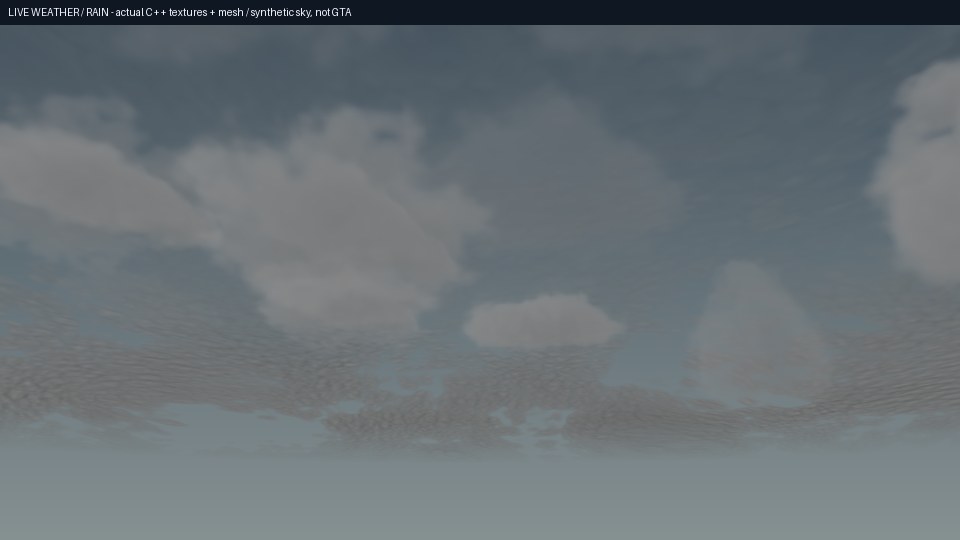 LIVE WEATHER / RAIN - actual C++ textures + mesh / synthetic sky, not GTA